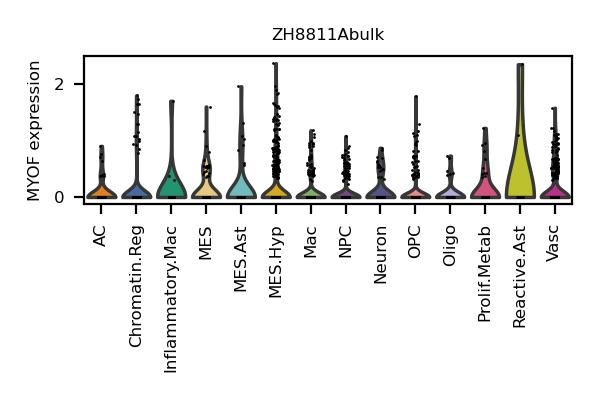 ZH8811Abulk
MYOF expression
2
0
AC
Chromatin.Reg
Inflammatory.Mac
MES
MES.Ast
MES.Hyp
Mac
NPC
Neuron
OPC
Oligo
Prolif.Metab
Reactive.Ast
Vasc